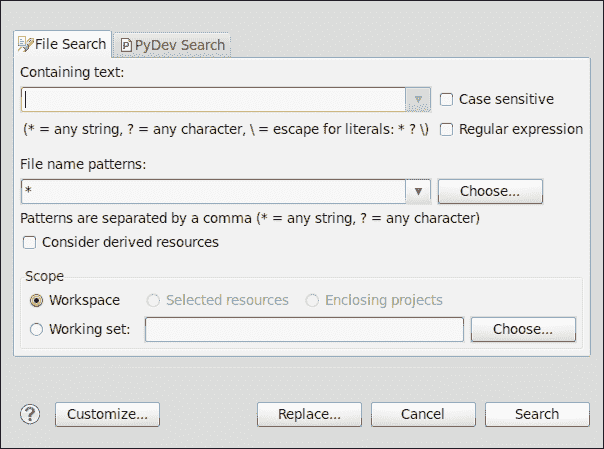 File Search PyDev Search
Containing text:
Case sensitive
(* = any string, ? = any character, \ = escape for literals: * ? \) Regular expression
File name patterns:
* Choose...
Patterns are separated by a comma (* = any string, ? = any character)
Consider derived resources
Scope
Workspace Selected resources Enclosing projects
Working set: Choose...
? Customize... Replace... Cancel Search